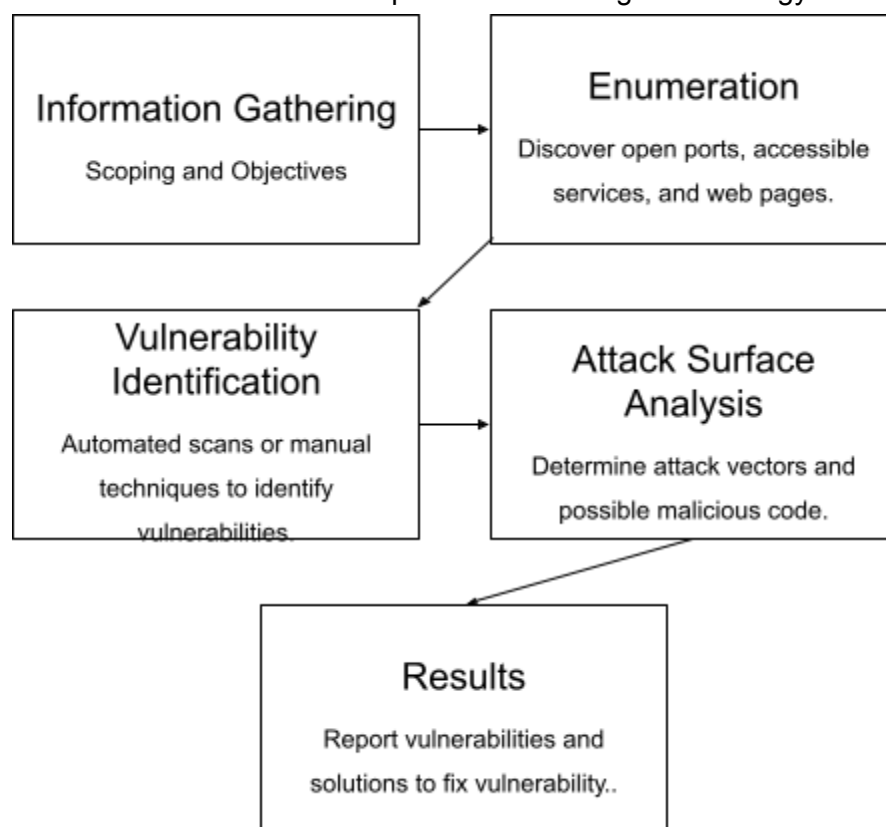 Information Gathering
Scoping and Objectives
Enumeration
Discover open ports, accessible
services, and web pages.
Vulnerability
Identification
Automated scans or manual
techniques to identify
vulnerabilities.
Attack Surface
Analysis
Determine attack vectors and
possible malicious code.
Results
Report vulnerabilities and
solutions to fix vulnerability..